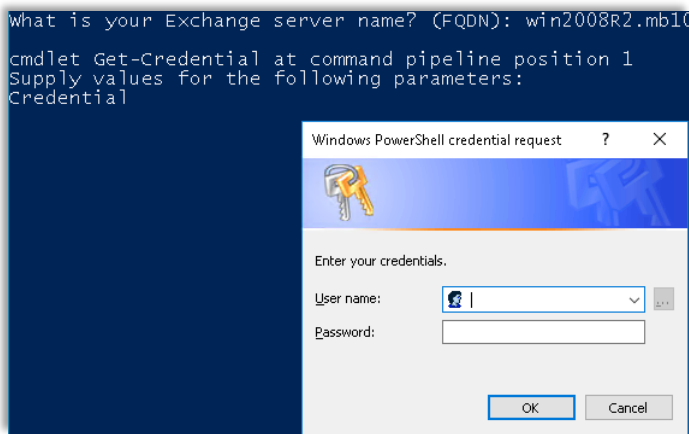 What is your Exchange server name? (FQDN): win2008R2.mb10
cmdlet Get-Credential at command pipeline position 1
Supply values for the following parameters:
Credential
Windows PowerShell credential request ? ×
Enter your credentials.
User name:
...
Password:
OK Cancel